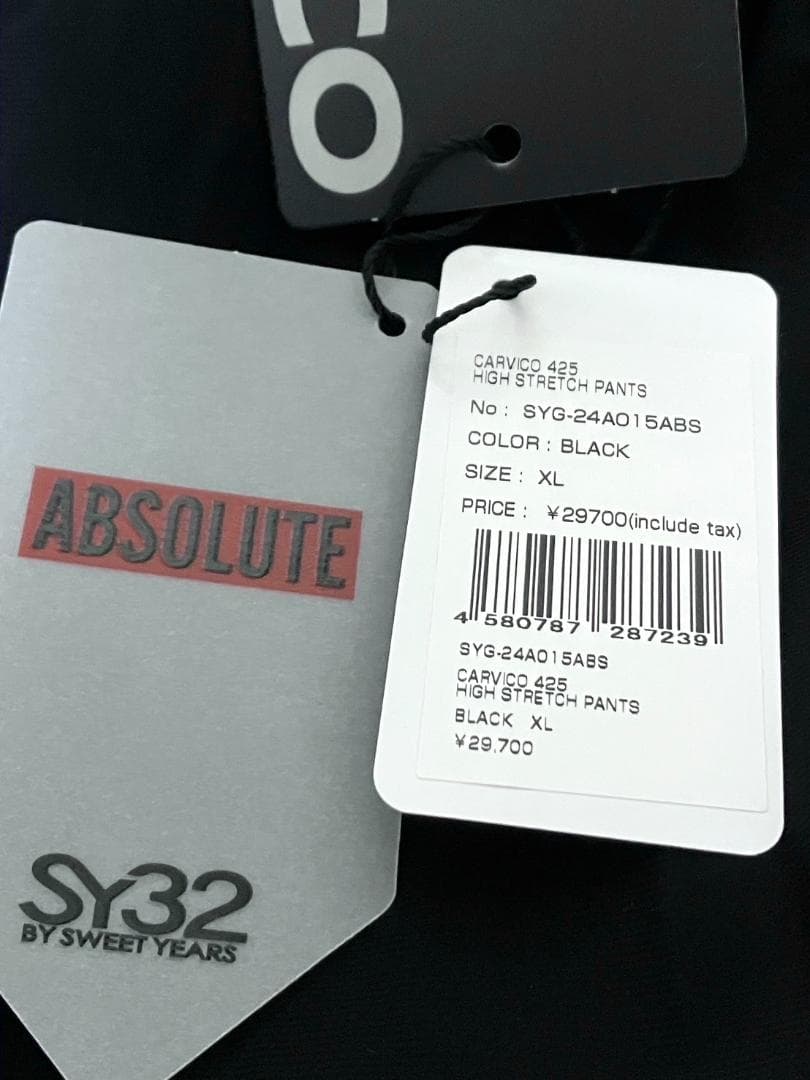 CO
ABSOLUTE
SY32
BY SWEET YEARS
CARVICO 425
HIGH STRETCH PANTS
No : SYG-24A015ABS
COLOR : BLACK
SIZE : XL
PRICE : ¥29700(include tax)
4 580787 287239
SYG-24A015ABS
CARVICO 425
HIGH STRETCH PANTS
BLACK XL
¥29,700